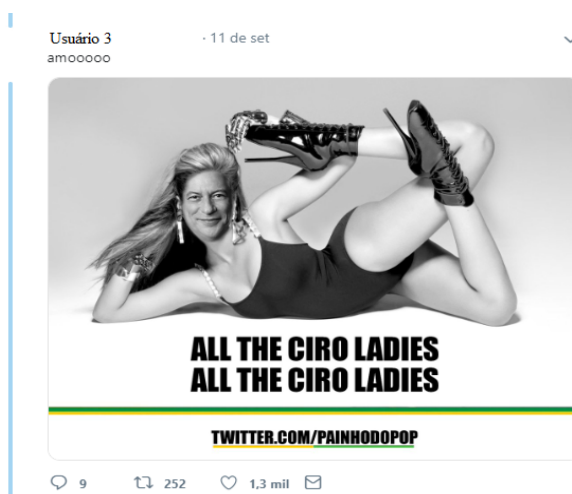 Usuário 3 · 11 de set
amooooo
ALL THE CIRO LADIES
ALL THE CIRO LADIES
TWITTER.COM/PAINHODOPOP
9 252 1,3 mil